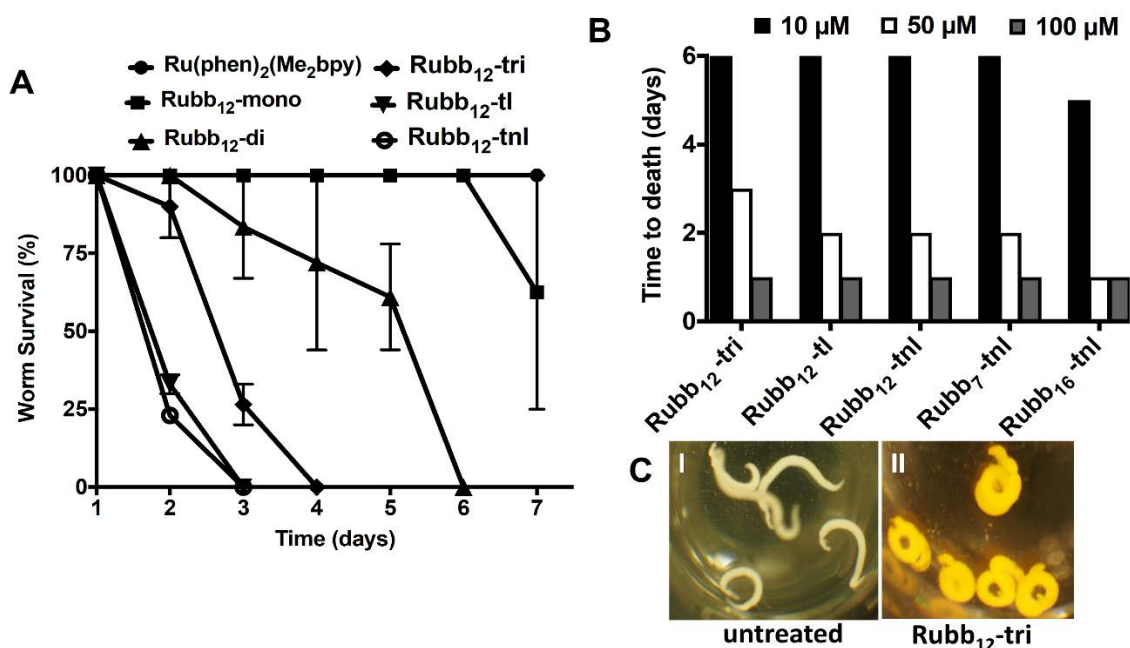 A
Ru(phen)₂(Me₂bpy)
Rubb₁₂-mono
Rubb₁₂-di
Rubb₁₂-tri
Rubb₁₂-tl
Rubb₁₂-tnl
Worm Survival (%)
100
75
50
25
0
1 2 3 4 5 6 7
Time (days)
B
10 µM 50 µM 100 µM
Time to death (days)
6
4
2
0
Rubb₁₂-tri
Rubb₁₂-tl
Rubb₁₂-tnl
Rubb₇-tnl
Rubb₁₆-tnl
C
I
II
untreated
Rubb₁₂-tri